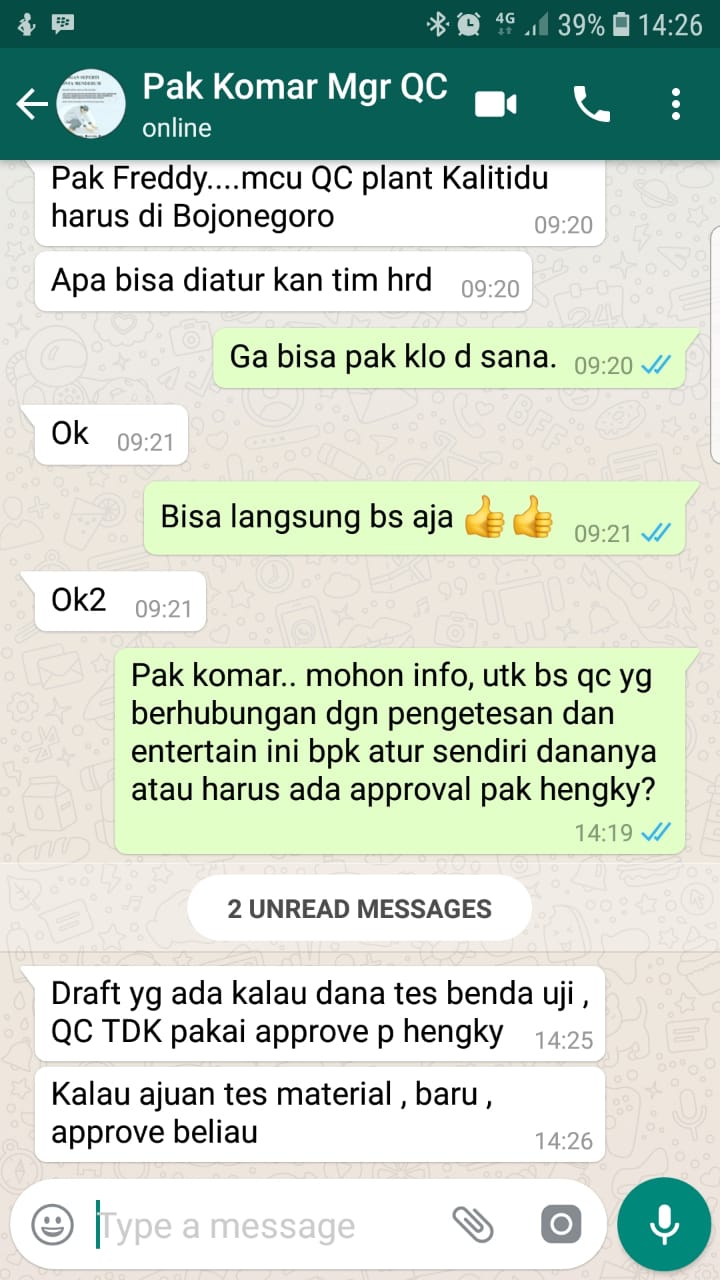 4G 39% 14:26
Pak Komar Mgr QC
online
Pak Freddy....mcu QC plant Kalitidu
harus di Bojonegoro 09:20
Apa bisa diatur kan tim hrd 09:20
Ga bisa pak klo d sana. 09:20
Ok 09:21
Bisa langsung bs aja 👍👍 09:21
Ok2 09:21
Pak komar.. mohon info, utk bs qc yg
berhubungan dgn pengetesan dan
entertain ini bpk atur sendiri dananya
atau harus ada approval pak hengky?
14:19
2 UNREAD MESSAGES
Draft yg ada kalau dana tes benda uji ,
QC TDK pakai approve p hengky 14:25
Kalau ajuan tes material , baru ,
approve beliau 14:26
Type a message